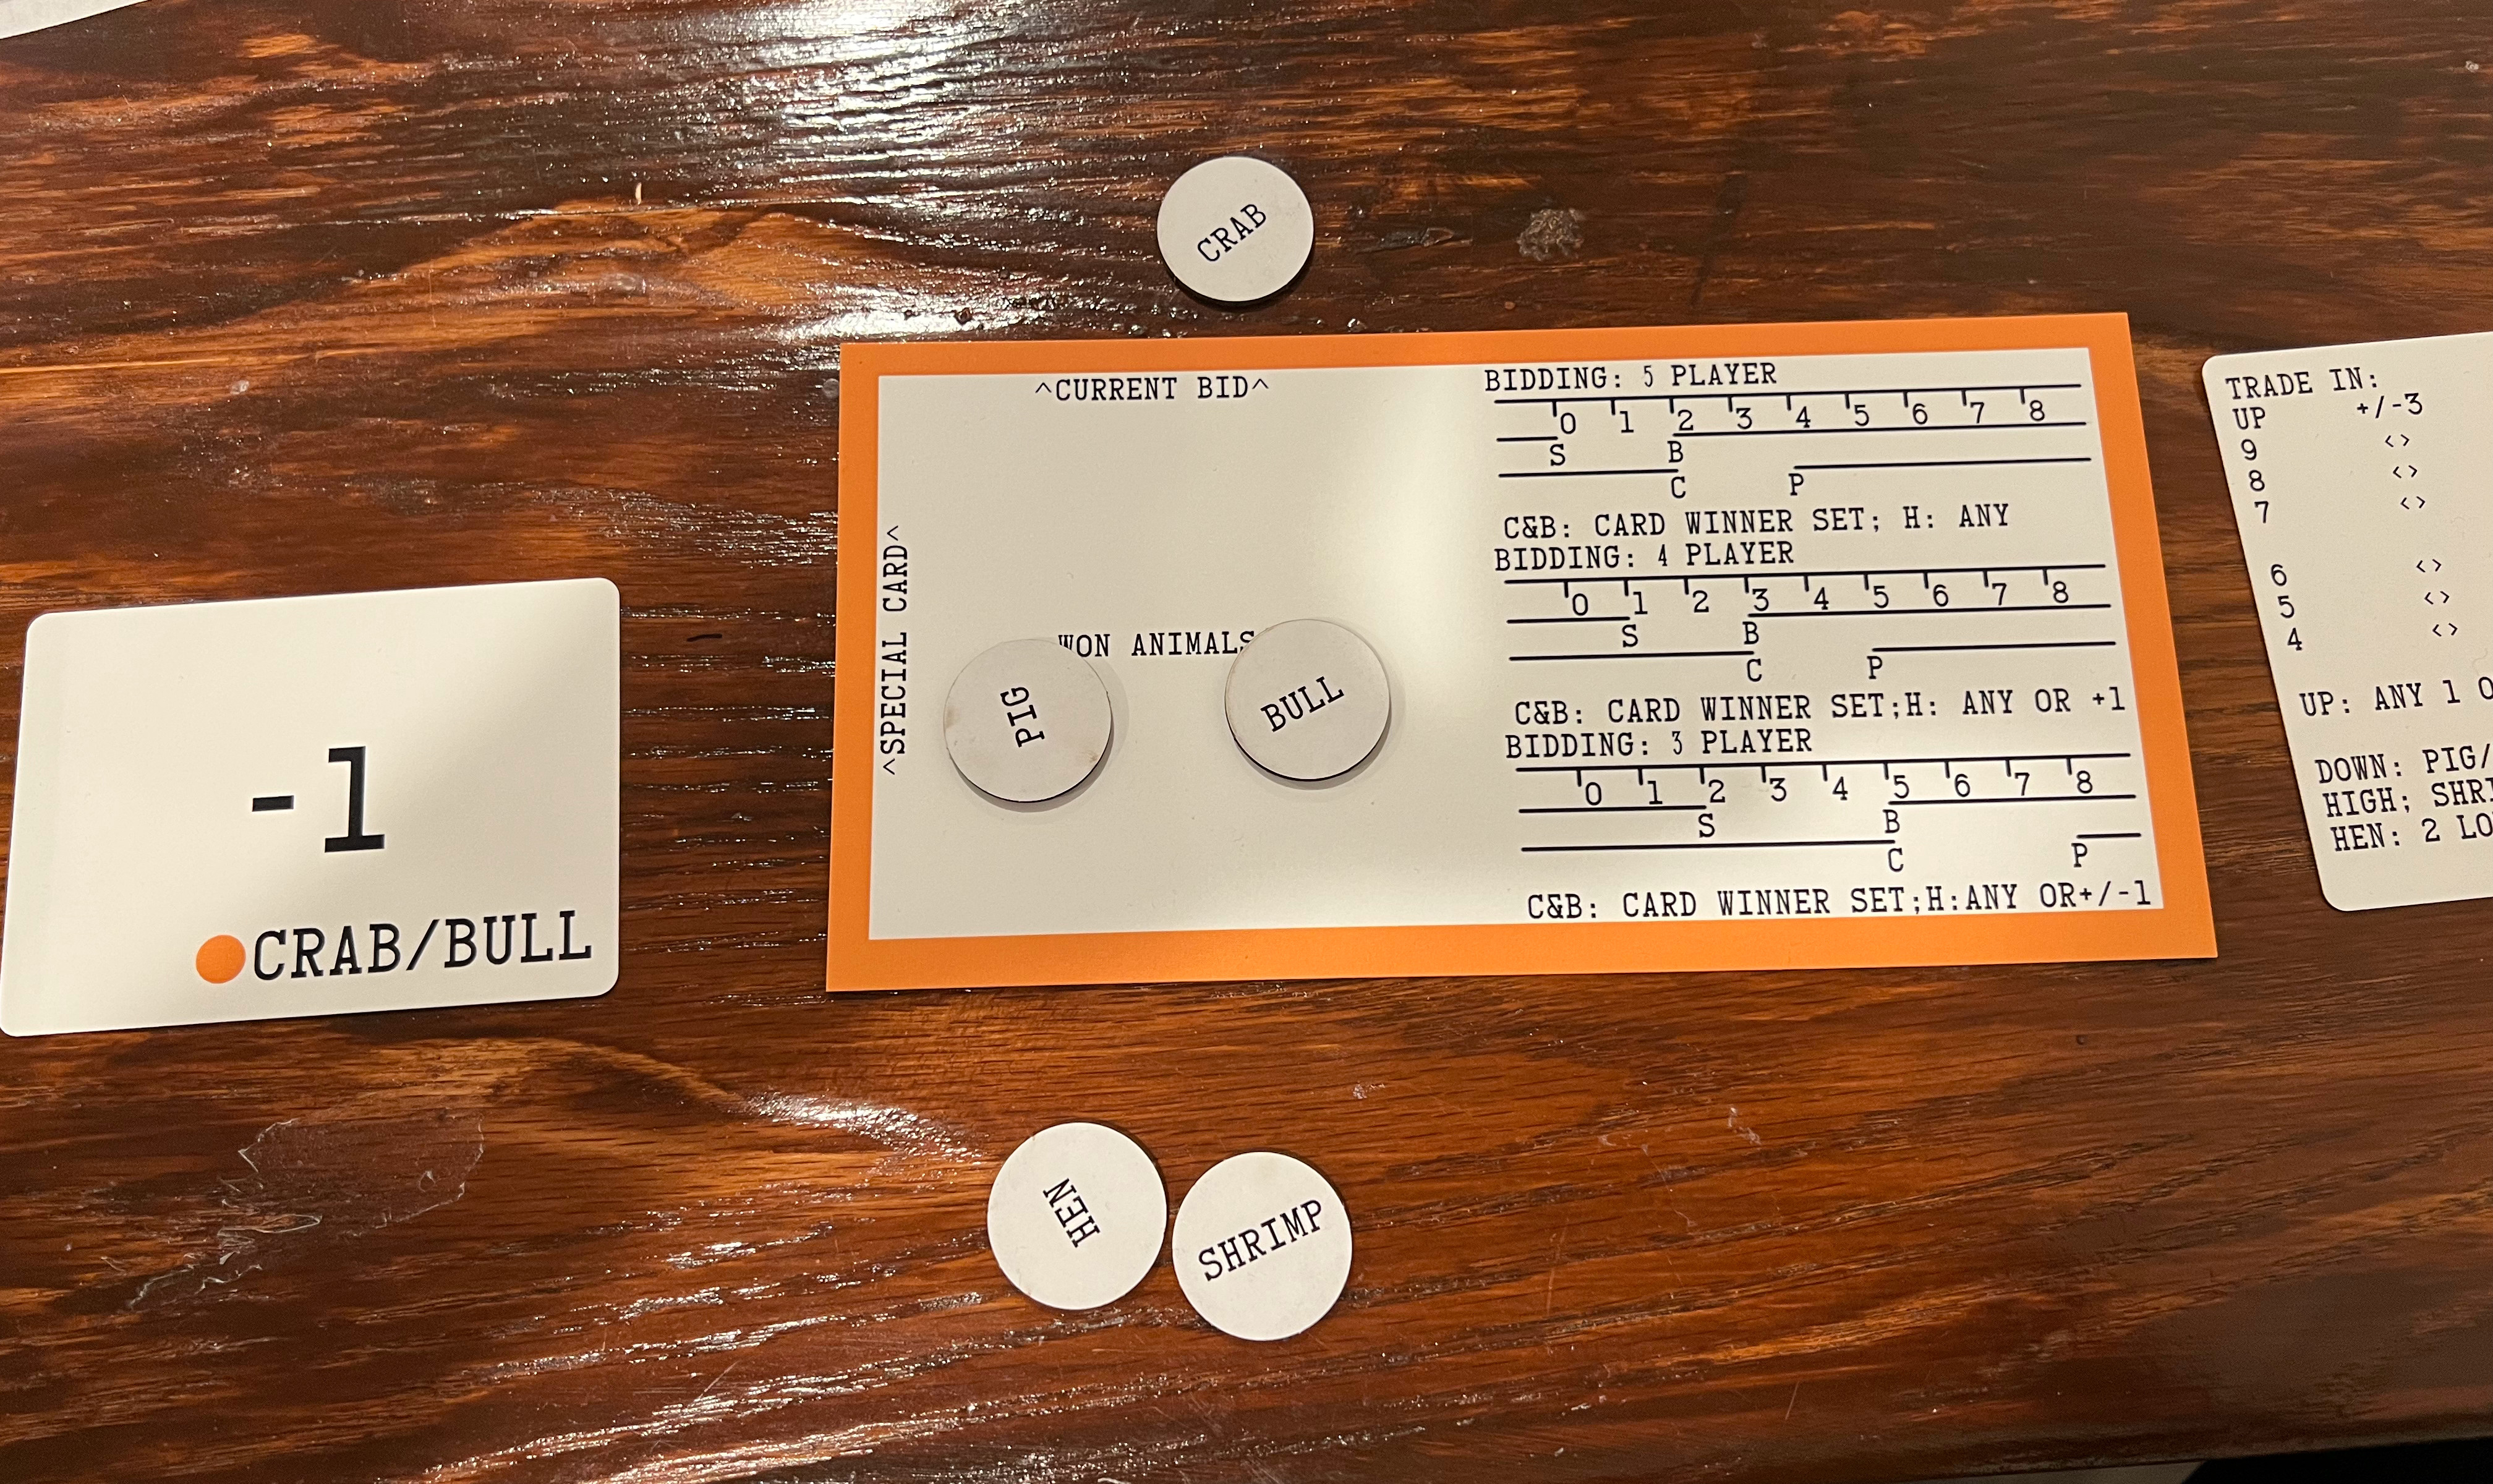 CRAB
^CURRENT BID^
^SPECIAL CARD^
WON ANIMALS
PIG
BULL
BIDDING: 5 PLAYER
0 1 2 3 4 5 6 7 8
S B
C P
C&B: CARD WINNER SET; H: ANY
BIDDING: 4 PLAYER
0 1 2 3 4 5 6 7 8
S B
C P
C&B: CARD WINNER SET;H: ANY OR +1
BIDDING: 3 PLAYER
0 1 2 3 4 5 6 7 8
S B
C P
C&B: CARD WINNER SET;H:ANY OR+/-1
-1
CRAB/BULL
TRADE IN:
UP +/-3
9 <>
8 <>
7 <>
6 <>
5 <>
4 <>
UP: ANY 1
DOWN: PIG/
HIGH;
HEN: 2
HEN
SHRIMP